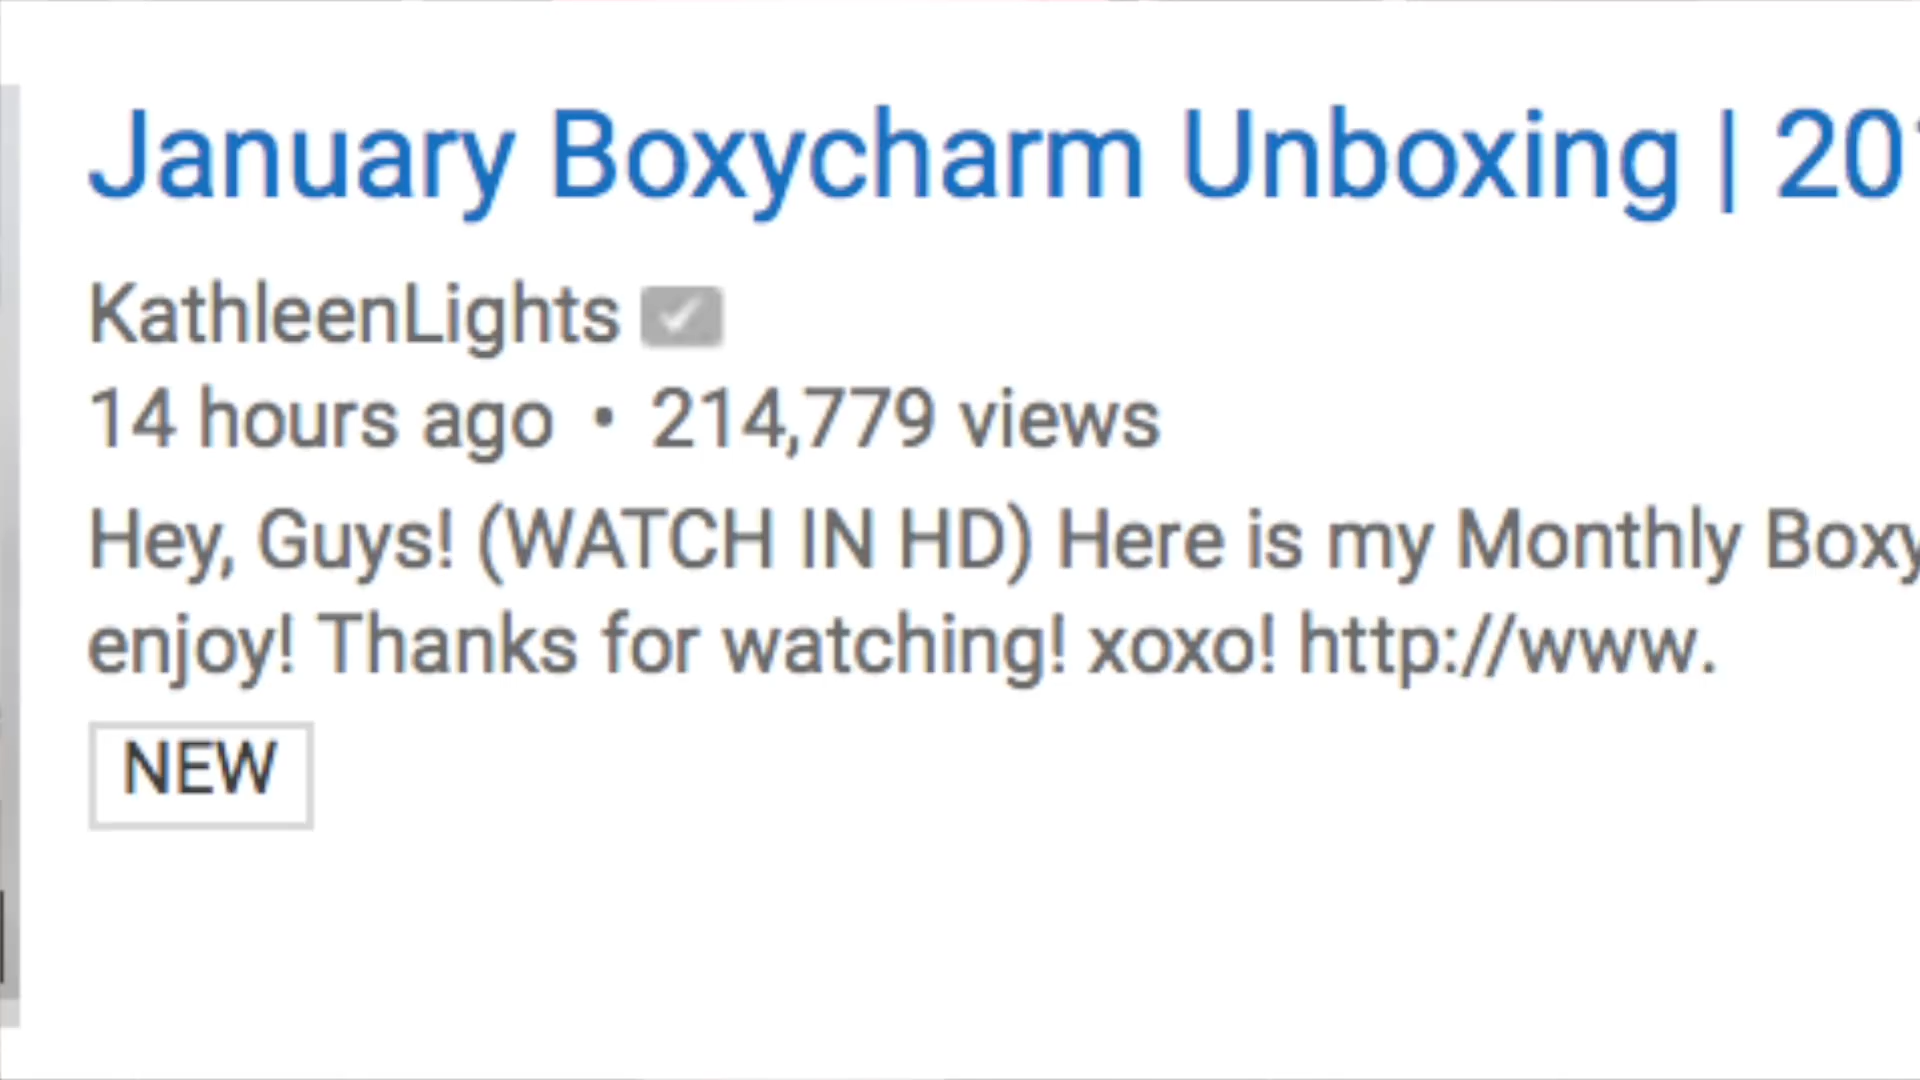 January Boxycharm Unboxing | 20
KathleenLights
14 hours ago • 214,779 views
Hey, Guys! (WATCH IN HD) Here is my Monthly Boxy
enjoy! Thanks for watching! xoxo! http://www.
NEW